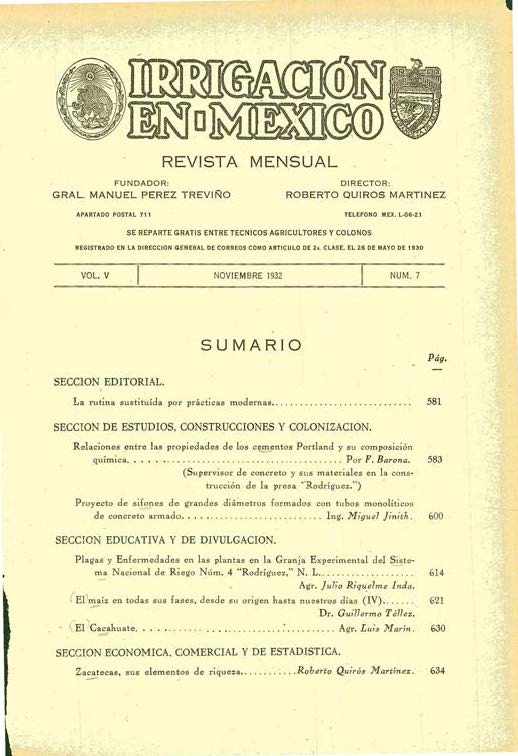 IRRIGACIÓN
EN-MEXICO
REVISTA MENSUAL
FUNDADOR:
GRAL. MANUEL PEREZ TREVIÑO
DIRECTOR:
ROBERTO QUIROS MARTINEZ
APARTADO POSTAL 711
TELEFONO MEX. L-06-21
SE REPARTE GRATIS ENTRE TECNICOS AGRICULTORES Y COLONOS
REGISTRADO EN LA DIRECCION GENERAL DE CORREOS COMO ARTICULO DE 2a. CLASE, EL 26 DE MAYO DE 1930
VOL. V NOVIEMBRE 1932 NUM. 7
SUMARIO
Pág.
SECCION EDITORIAL.
La rutina sustituída por prácticas modernas............................ 581
SECCION DE ESTUDIOS, CONSTRUCCIONES Y COLONIZACION.
Relaciones entre las propiedades de los cementos Portland y su composición
química........................................ Por F. Barona. 583
(Supervisor de concreto y sus materiales en la cons-
trucción de la presa "Rodríguez.")
Proyecto de sifones de grandes diámetros formados con tubos monolíticos
de concreto armado........................ Ing. Miguel Jinith. 600
SECCION EDUCATIVA Y DE DIVULGACION.
Plagas y Enfermedades en las plantas en la Granja Experimental del Siste-
ma Nacional de Riego Núm. 4 "Rodríguez," N. L................... 614
Agr. Julio Riquelme Inda.
El maíz en todas sus fases, desde su origen hasta nuestros días (IV)...... 621
Dr. Guillermo Téllez.
El Cacahuate............................ Agr. Luis Marín. 630
SECCION ECONOMICA, COMERCIAL Y DE ESTADISTICA.
Zacatecas, sus elementos de riqueza...........Roberto Quirós Martínez. 634